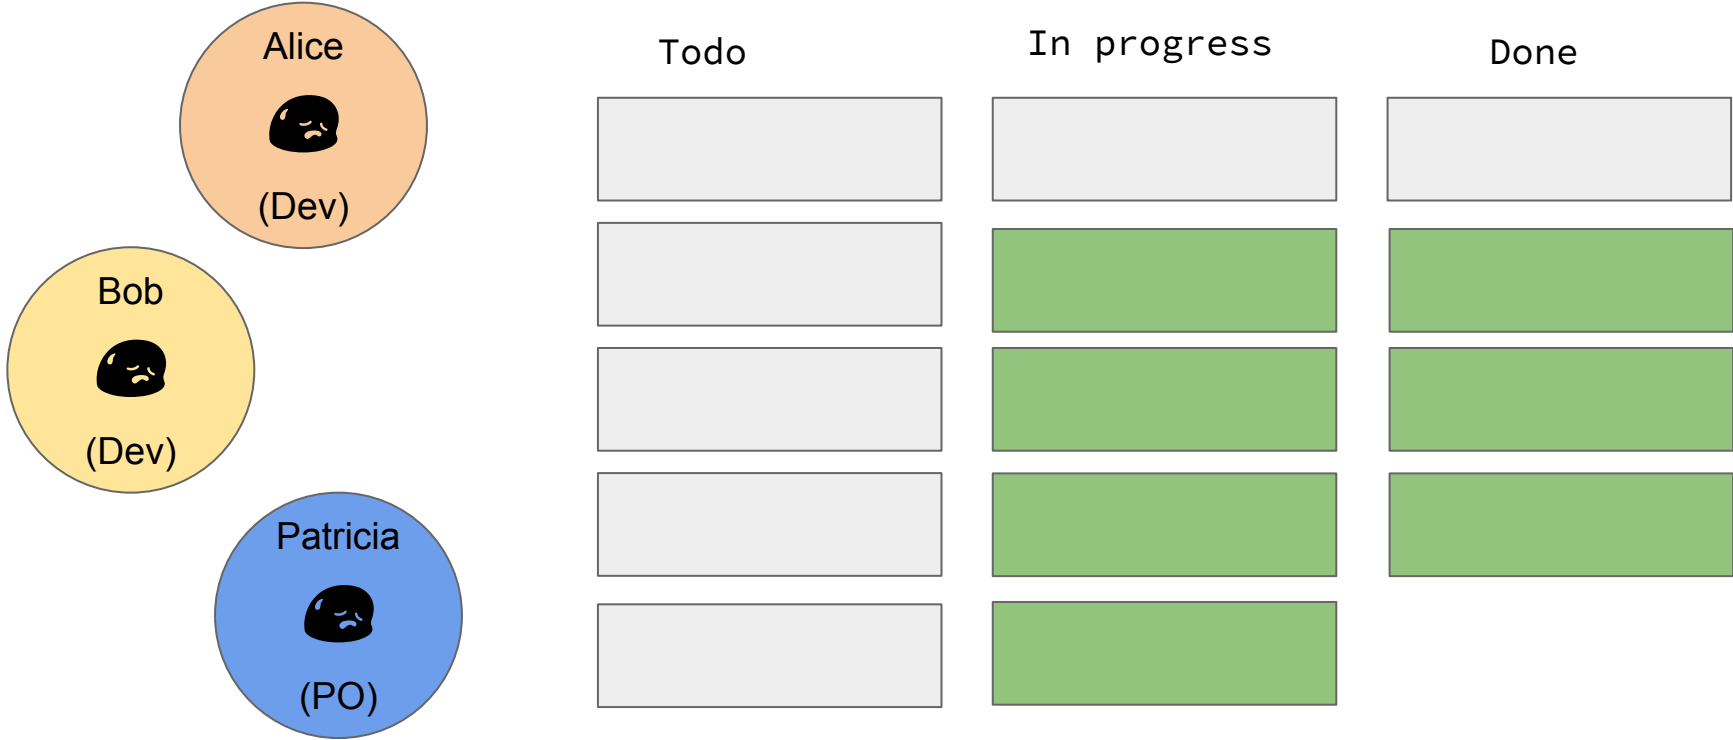 Alice
(Dev)
Bob
(Dev)
Patricia
(PO)
Todo
In progress
Done